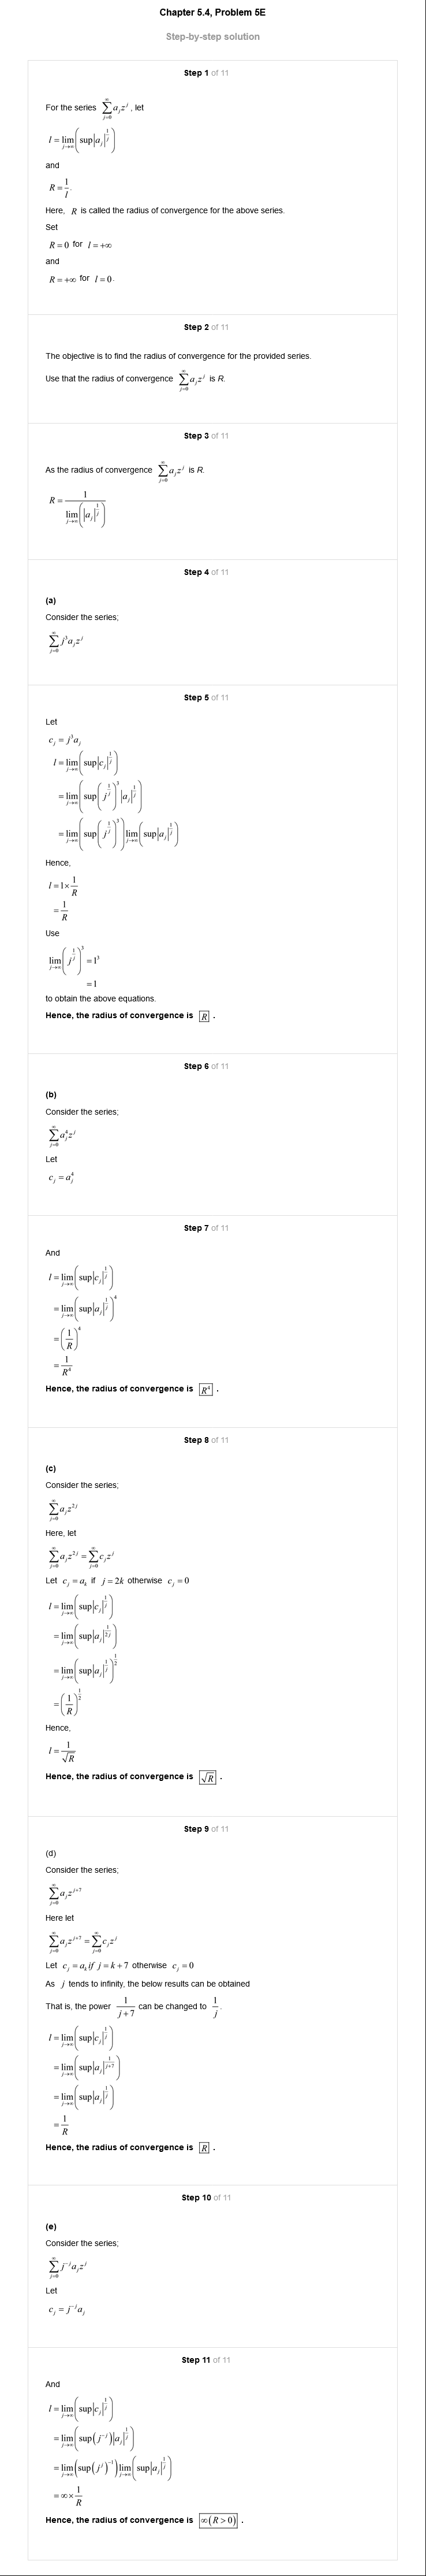 Chapter 5.4, Problem 5E
Step-by-step solution
Step 1 of 11
For the series $\sum_{j=0}^{\infty} a_j z^j$, let
$l = \lim_{j \to \infty} \left( \sup |a_j|^{\frac{1}{j}} \right)$
and
$R = \frac{1}{l}.$
Here, $R$ is called the radius of convergence for the above series.
Set
$R = 0$ for $l = +\infty$
and
$R = +\infty$ for $l = 0$.
Step 2 of 11
The objective is to find the radius of convergence for the provided series.
Use that the radius of convergence $\sum_{j=0}^{\infty} a_j z^j$ is R.
Step 3 of 11
As the radius of convergence $\sum_{j=0}^{\infty} a_j z^j$ is R.
$R = \frac{1}{\lim_{j \to \infty} \left( |a_j|^{\frac{1}{j}} \right)}$
Step 4 of 11
(a)
Consider the series;
$\sum_{j=0}^{\infty} j^3 a_j z^j$
Step 5 of 11
Let
$c_j = j^3 a_j$
$l = \lim_{j \to \infty} \left( \sup |c_j|^{\frac{1}{j}} \right)$
$= \lim_{j \to \infty} \left( \sup \left( j^{\frac{1}{j}} \right)^3 |a_j|^{\frac{1}{j}} \right)$
$= \lim_{j \to \infty} \left( \sup \left( j^{\frac{1}{j}} \right)^3 \right) \lim_{j \to \infty} \left( \sup |a_j|^{\frac{1}{j}} \right)$
Hence,
$l = 1 \times \frac{1}{R}$
$= \frac{1}{R}$
Use
$\lim_{j \to \infty} \left( j^{\frac{1}{j}} \right)^3 = 1^3$
$= 1$
to obtain the above equations.
Hence, the radius of convergence is $\boxed{R}$ .
Step 6 of 11
(b)
Consider the series;
$\sum_{j=0}^{\infty} a_j^4 z^j$
Let
$c_j = a_j^4$
Step 7 of 11
And
$l = \lim_{j \to \infty} \left( \sup |c_j|^{\frac{1}{j}} \right)$
$= \lim_{j \to \infty} \left( \sup |a_j|^{\frac{1}{j}} \right)^4$
$= \left( \frac{1}{R} \right)^4$
$= \frac{1}{R^4}$
Hence, the radius of convergence is $\boxed{R^4}$ .
Step 8 of 11
(c)
Consider the series;
$\sum_{j=0}^{\infty} a_j z^{2j}$
Here, let
$\sum_{j=0}^{\infty} a_j z^{2j} = \sum_{j=0}^{\infty} c_j z^j$
Let $c_j = a_k$ if $j = 2k$ otherwise $c_j = 0$
$l = \lim_{j \to \infty} \left( \sup |c_j|^{\frac{1}{j}} \right)$
$= \lim_{j \to \infty} \left( \sup |a_j|^{\frac{1}{2j}} \right)$
$= \lim_{j \to \infty} \left( \sup |a_j|^{\frac{1}{j}} \right)^{\frac{1}{2}}$
$= \left( \frac{1}{R} \right)^{\frac{1}{2}}$
Hence,
$l = \frac{1}{\sqrt{R}}$
Hence, the radius of convergence is $\boxed{\sqrt{R}}$ .
Step 9 of 11
(d)
Consider the series;
$\sum_{j=0}^{\infty} a_j z^{j+7}$
Here let
$\sum_{j=0}^{\infty} a_j z^{j+7} = \sum_{j=0}^{\infty} c_j z^j$
Let $c_j = a_k$ if $j = k + 7$ otherwise $c_j = 0$
As $j$ tends to infinity, the below results can be obtained
That is, the power $\frac{1}{j+7}$ can be changed to $\frac{1}{j}$.
$l = \lim_{j \to \infty} \left( \sup |c_j|^{\frac{1}{j}} \right)$
$= \lim_{j \to \infty} \left( \sup |a_j|^{\frac{1}{j+7}} \right)$
$= \lim_{j \to \infty} \left( \sup |a_j|^{\frac{1}{j}} \right)$
$= \frac{1}{R}$
Hence, the radius of convergence is $\boxed{R}$ .
Step 10 of 11
(e)
Consider the series;
$\sum_{j=0}^{\infty} j^{-j} a_j z^j$
Let
$c_j = j^{-j} a_j$
Step 11 of 11
And
$l = \lim_{j \to \infty} \left( \sup |c_j|^{\frac{1}{j}} \right)$
$= \lim_{j \to \infty} \left( \sup \left( j^{-j} \right) |a_j|^{\frac{1}{j}} \right)$
$= \lim_{j \to \infty} \left( \sup \left( j^j \right)^{-1} \right) \lim_{j \to \infty} \left( \sup |a_j|^{\frac{1}{j}} \right)$
$= \infty \times \frac{1}{R}$
Hence, the radius of convergence is $\boxed{\infty (R > 0)}$ .